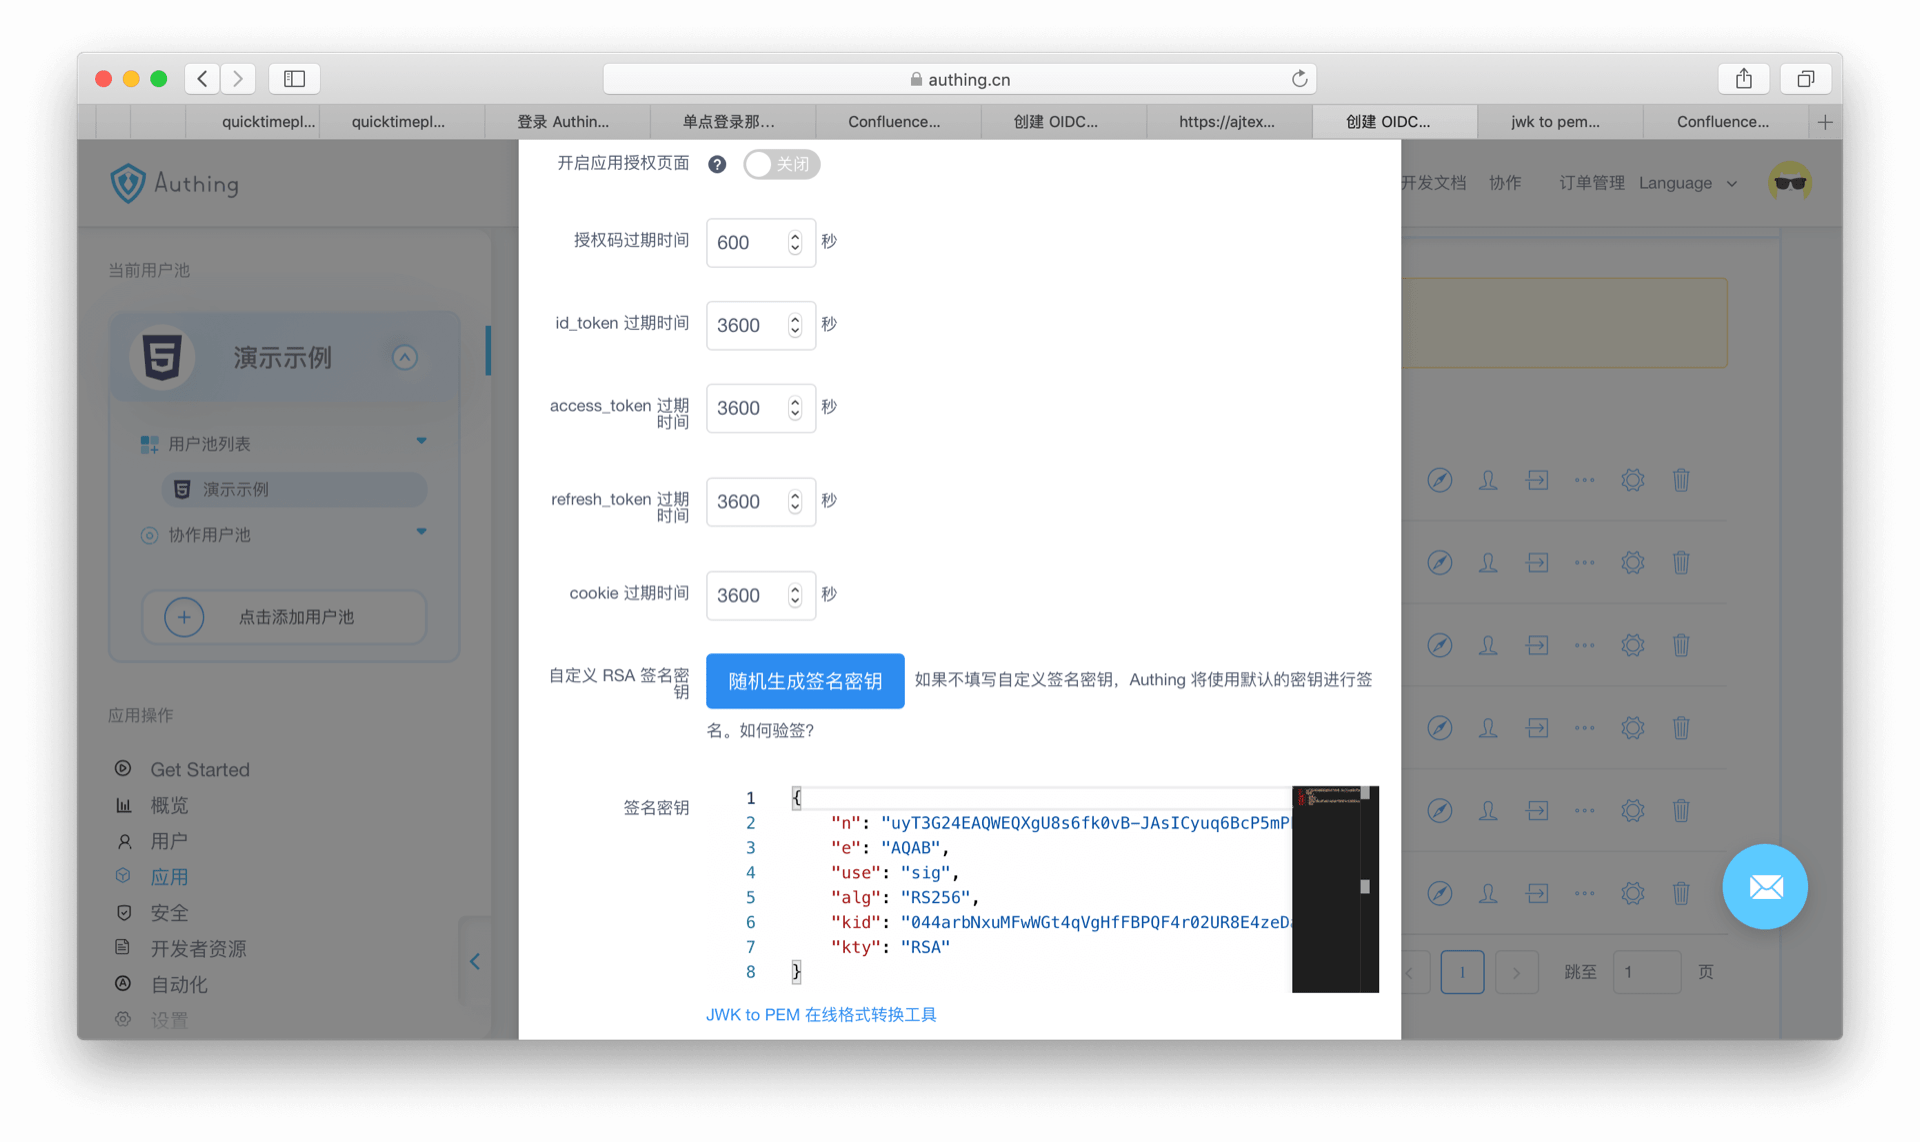 authing.cn
quicktimepl...
quicktimepl...
登录 Authin...
单点登录那...
Confluence...
创建 OIDC...
https://ajtex...
创建 OIDC...
jwk to pem...
Confluence...
Authing
开发文档
协作
订单管理
Language
当前用户池
演示示例
用户池列表
演示示例
协作用户池
点击添加用户池
应用操作
Get Started
概览
用户
应用
安全
开发者资源
自动化
设置
开启应用授权页面 ? 关闭
授权码过期时间 600 秒
id_token 过期时间 3600 秒
access_token 过期
时间 3600 秒
refresh_token 过期
时间 3600 秒
cookie 过期时间 3600 秒
自定义 RSA 签名密
钥
随机生成签名密钥 如果不填写自定义签名密钥，Authing 将使用默认的密钥进行签
名。如何验签?
签名密钥
1 {
2 "n": "uyT3G24EAQWEQXgU8s6fk0vB-JAsICyuq6BcP5mP
3 "e": "AQAB",
4 "use": "sig",
5 "alg": "RS256",
6 "kid": "044arbNxuMFwWGt4qVgHfFBPQF4r02UR8E4zeD
7 "kty": "RSA"
8 }
JWK to PEM 在线格式转换工具
1
跳至 1 页